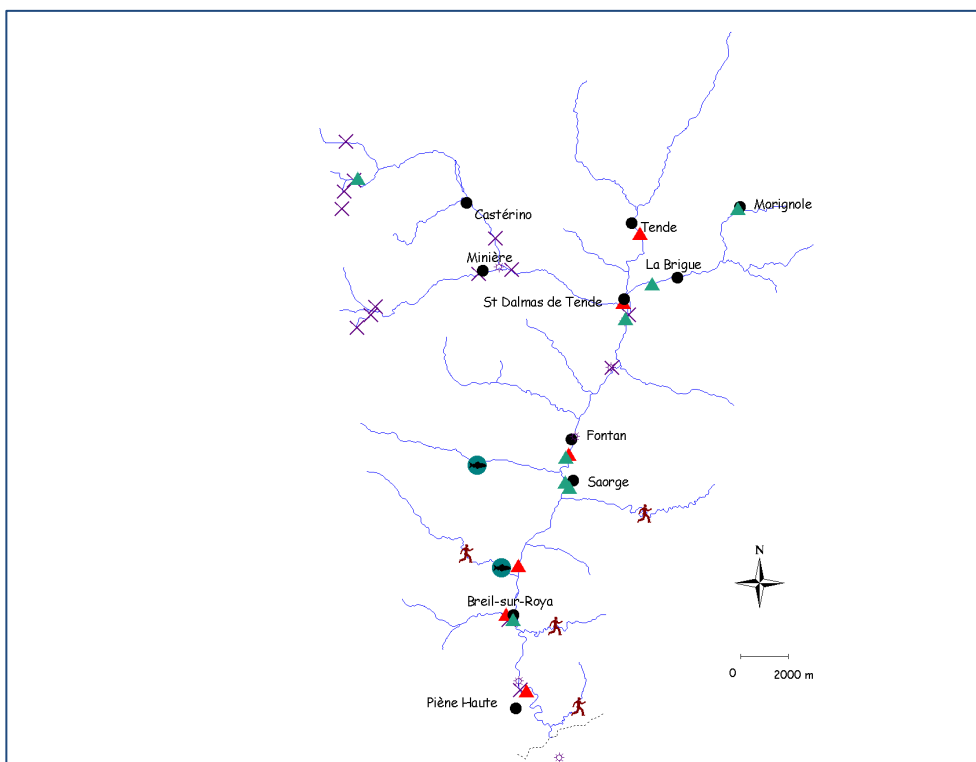 Castérino
Morignole
Tende
Minière
La Brigue
St Dalmas de Tende
Fontan
Saorge
N
Breil-sur-Roya
0 2000 m
Piène Haute